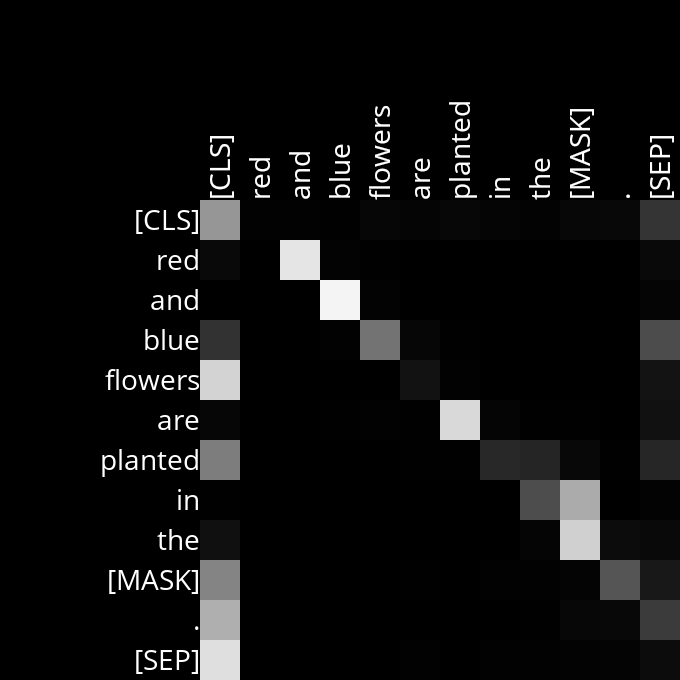 [CLS] red and blue flowers are planted in the [MASK] . [SEP]
[CLS]
red
and
blue
flowers
are
planted
in
the
[MASK]
.
[SEP]